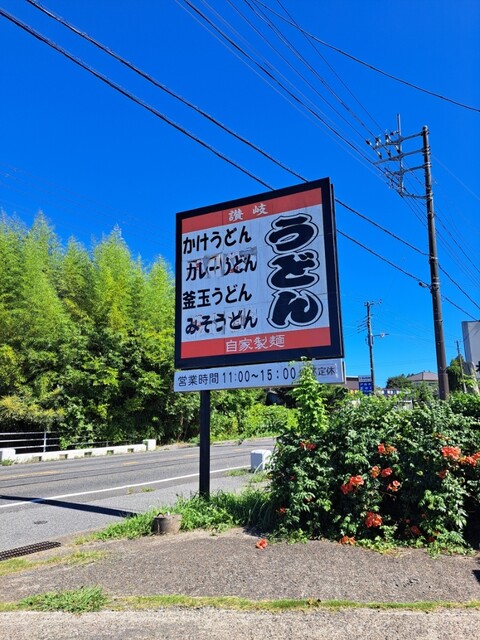 讃岐
うどん
かけうどん
カレーうどん
釜玉うどん
みそうどん
自家製麺
営業時間 11:00～15:00 定休